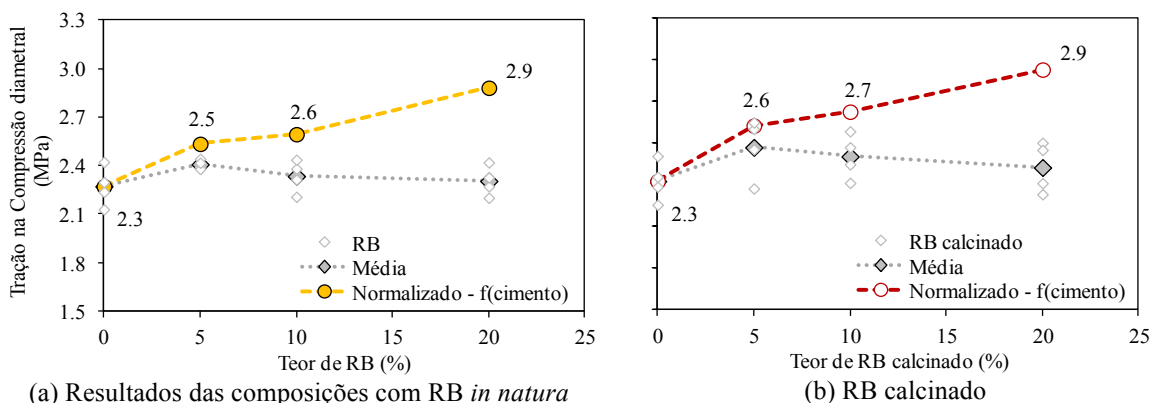 3.3
3.0
2.7
2.4
2.1
1.8
1.5
Tração na Compressão diametral
(MPa)
2.3
2.5
2.6
2.9
RB
Média
Normalizado - f(cimento)
0 5 10 15 20 25
Teor de RB (%)
(a) Resultados das composições com RB in natura
2.3
2.6
2.7
2.9
RB calcinado
Média
Normalizado - f(cimento)
0 5 10 15 20 25
Teor de RB calcinado (%)
(b) RB calcinado